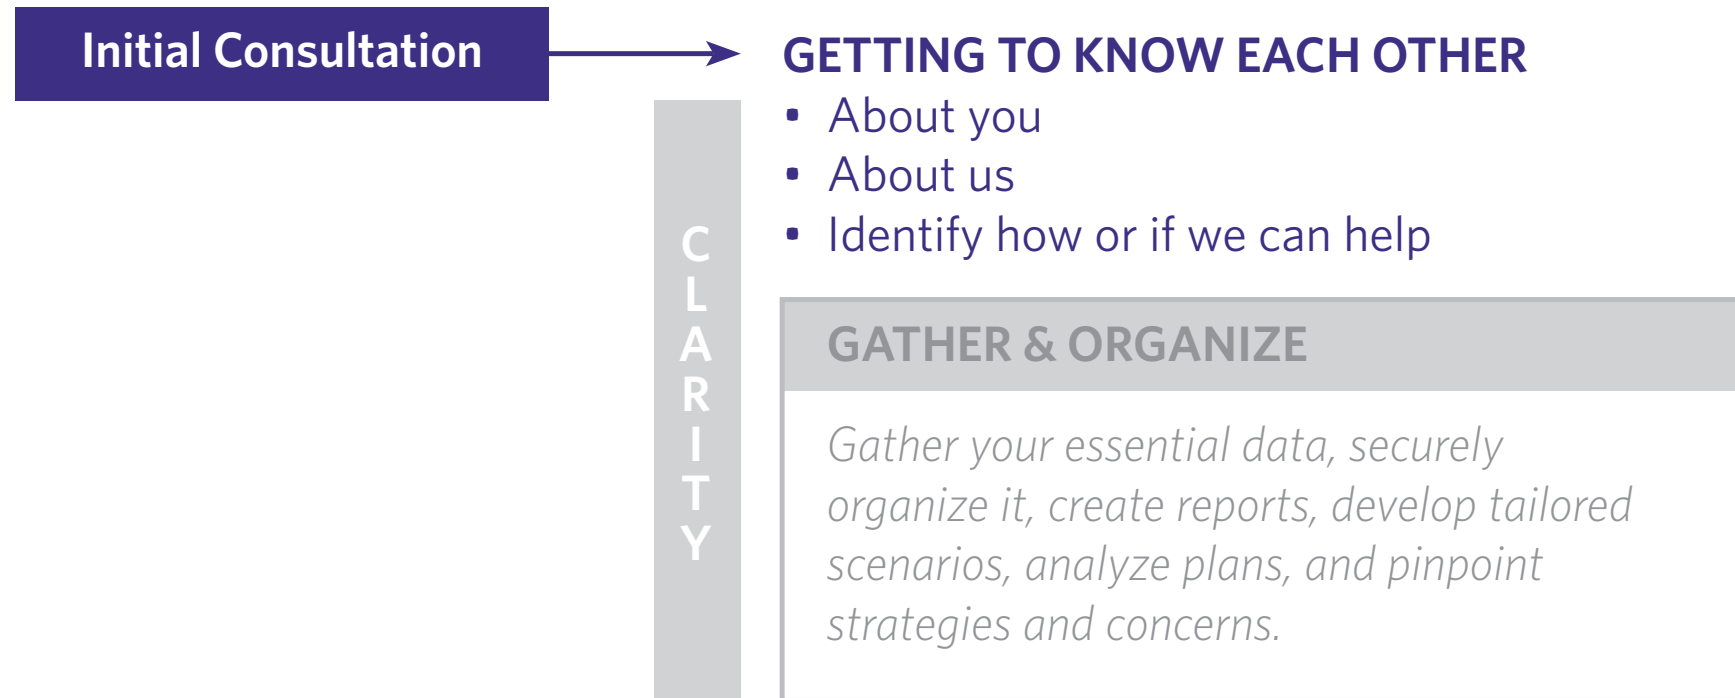 Initial Consultation
GETTING TO KNOW EACH OTHER
• About you
• About us
• Identify how or if we can help
CLARITY
GATHER & ORGANIZE
Gather your essential data, securely
organize it, create reports, develop tailored
scenarios, analyze plans, and pinpoint
strategies and concerns.